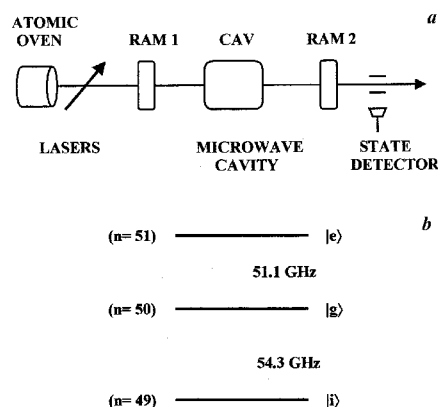 a
ATOMIC OVEN
RAM 1
CAV
RAM 2
LASERS
MICROWAVE CAVITY
STATE DETECTOR
b
(n= 51) |e⟩
51.1 GHz
(n= 50) |g⟩
54.3 GHz
(n= 49) |i⟩